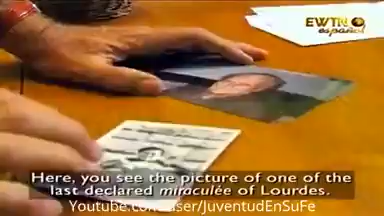 EWTN
español
Here, you see the picture of one of the
last declared miraculée of Lourdes.
Youtube.com/user/JuventudEnSuFe